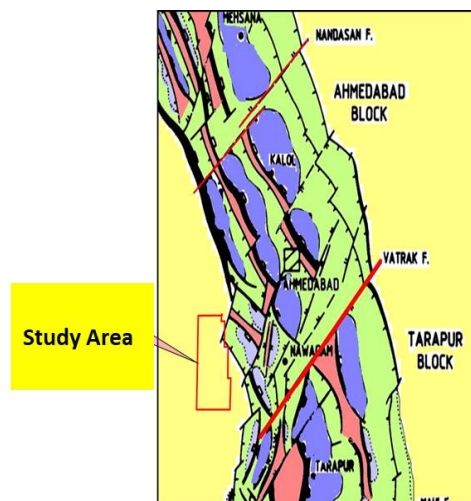 MEHSANA
NANDASAN F.
AHMEDABAD
BLOCK
KALOL
VATRAK F.
AHMEDABAD
Study Area
NAWAGAM
TARAPUR
BLOCK
TARAPUR